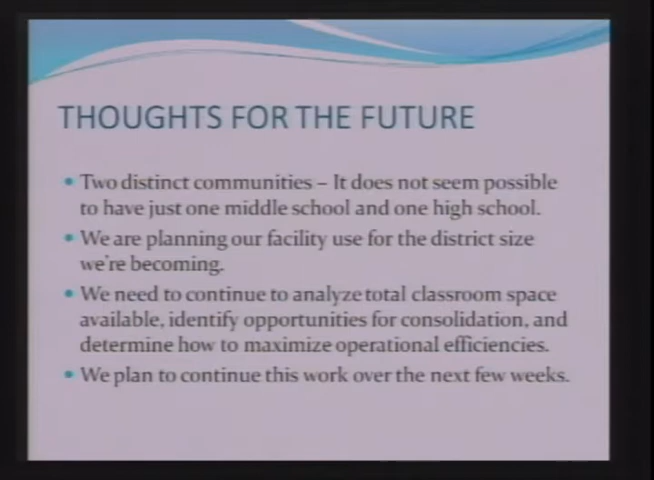 THOUGHTS FOR THE FUTURE
• Two distinct communities – It does not seem possible
to have just one middle school and one high school.
• We are planning our facility use for the district size
we're becoming.
• We need to continue to analyze total classroom space
available, identify opportunities for consolidation, and
determine how to maximize operational efficiencies.
• We plan to continue this work over the next few weeks.